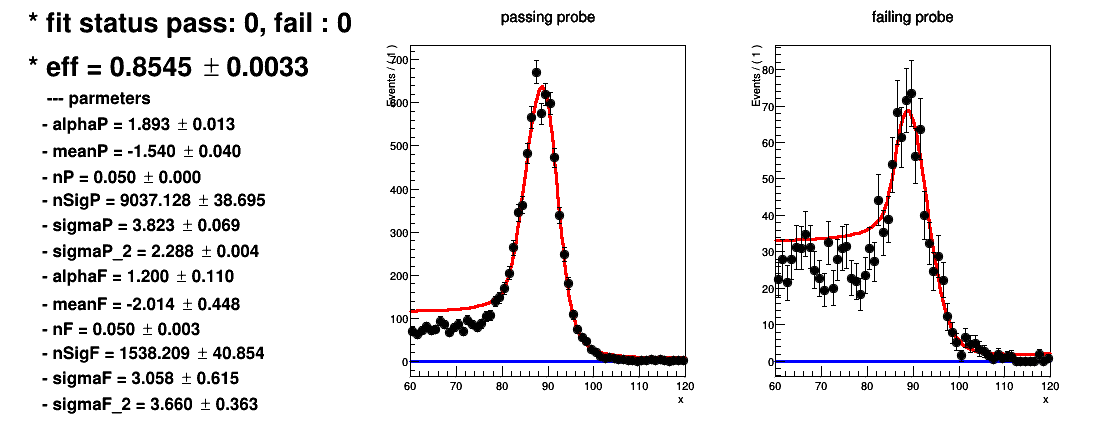 * fit status pass: 0, fail : 0
* eff = 0.8545 ± 0.0033
--- parmeters
- alphaP = 1.893 ± 0.013
- meanP = -1.540 ± 0.040
- nP = 0.050 ± 0.000
- nSigP = 9037.128 ± 38.695
- sigmaP = 3.823 ± 0.069
- sigmaP_2 = 2.288 ± 0.004
- alphaF = 1.200 ± 0.110
- meanF = -2.014 ± 0.448
- nF = 0.050 ± 0.003
- nSigF = 1538.209 ± 40.854
- sigmaF = 3.058 ± 0.615
- sigmaF_2 = 3.660 ± 0.363
passing probe
Events / ( 1 )
700
600
500
400
300
200
100
0
60 70 80 90 100 110 120
x
failing probe
Events / ( 1 )
80
70
60
50
40
30
20
10
0
60 70 80 90 100 110 120
x